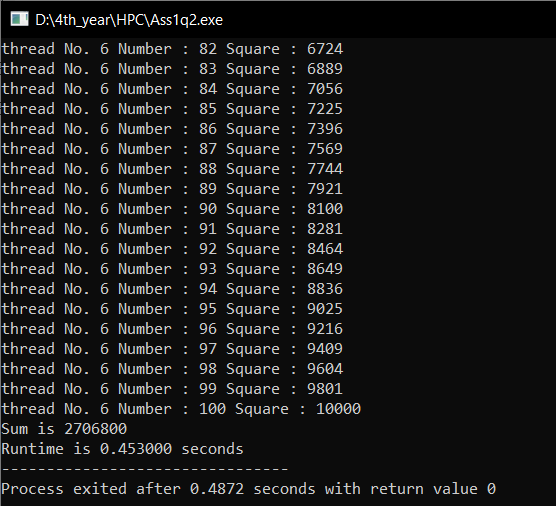 D:\4th_year\HPC\Ass1q2.exe
thread No. 6 Number : 82 Square : 6724
thread No. 6 Number : 83 Square : 6889
thread No. 6 Number : 84 Square : 7056
thread No. 6 Number : 85 Square : 7225
thread No. 6 Number : 86 Square : 7396
thread No. 6 Number : 87 Square : 7569
thread No. 6 Number : 88 Square : 7744
thread No. 6 Number : 89 Square : 7921
thread No. 6 Number : 90 Square : 8100
thread No. 6 Number : 91 Square : 8281
thread No. 6 Number : 92 Square : 8464
thread No. 6 Number : 93 Square : 8649
thread No. 6 Number : 94 Square : 8836
thread No. 6 Number : 95 Square : 9025
thread No. 6 Number : 96 Square : 9216
thread No. 6 Number : 97 Square : 9409
thread No. 6 Number : 98 Square : 9604
thread No. 6 Number : 99 Square : 9801
thread No. 6 Number : 100 Square : 10000
Sum is 2706800
Runtime is 0.453000 seconds
--------------------------------
Process exited after 0.4872 seconds with return value 0